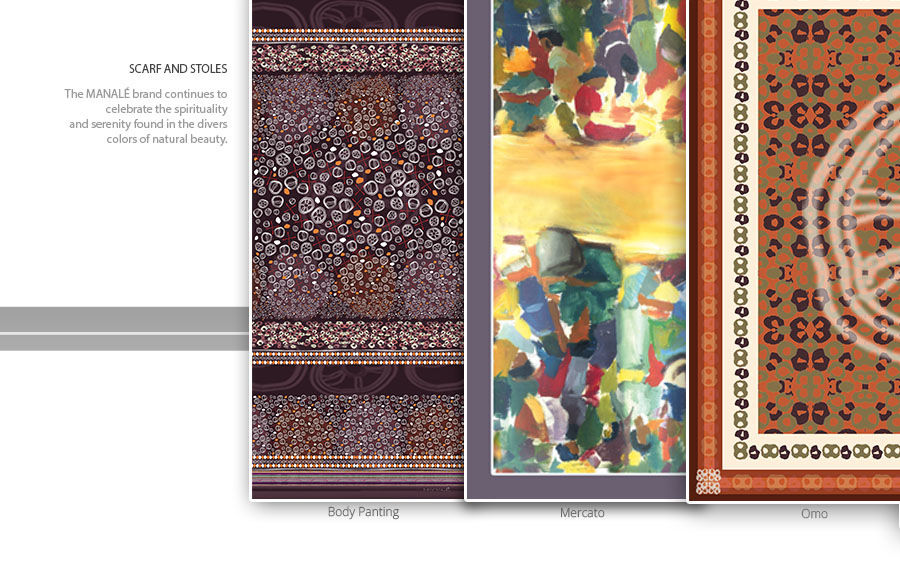 SCARF AND STOLES
The MANALÉ brand continues to
celebrate the spirituality
and serenity found in the divers
colors of natural beauty.
Body Panting
Mercato
Omo